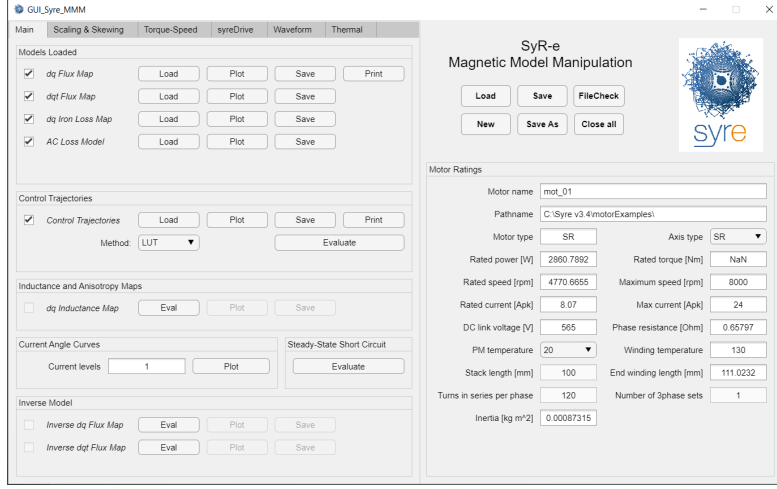 GUI_Syre_MMM
Main Scaling & Skewing Torque-Speed syreDrive Waveform Thermal
Models Loaded
dq Flux Map Load Plot Save Print
dqt Flux Map Load Plot Save
dq Iron Loss Map Load Plot Save
AC Loss Model Load Plot Save
Control Trajectories
Control Trajectories Load Plot Save Print
Method: LUT Evaluate
Inductance and Anisotropy Maps
dq Inductance Map Eval Plot Save
Current Angle Curves
Current levels 1 Plot
Steady-State Short Circuit
Evaluate
Inverse Model
Inverse dq Flux Map Eval Plot Save
Inverse dqt Flux Map Eval Plot Save
SyR-e
Magnetic Model Manipulation
Load Save FileCheck
New Save As Close all
syre
Motor Ratings
Motor name mot_01
Pathname C:\Syre v3.4\motorExamples\
Motor type SR Axis type SR
Rated power [W] 2860.7892 Rated torque [Nm] NaN
Rated speed [rpm] 4770.6655 Maximum speed [rpm] 8000
Rated current [Apk] 8.07 Max current [Apk] 24
DC link voltage [V] 565 Phase resistance [Ohm] 0.65797
PM temperature 20 Winding temperature 130
Stack length [mm] 100 End winding length [mm] 111.0232
Turns in series per phase 120 Number of 3phase sets 1
Inertia [kg m^2] 0.00087315